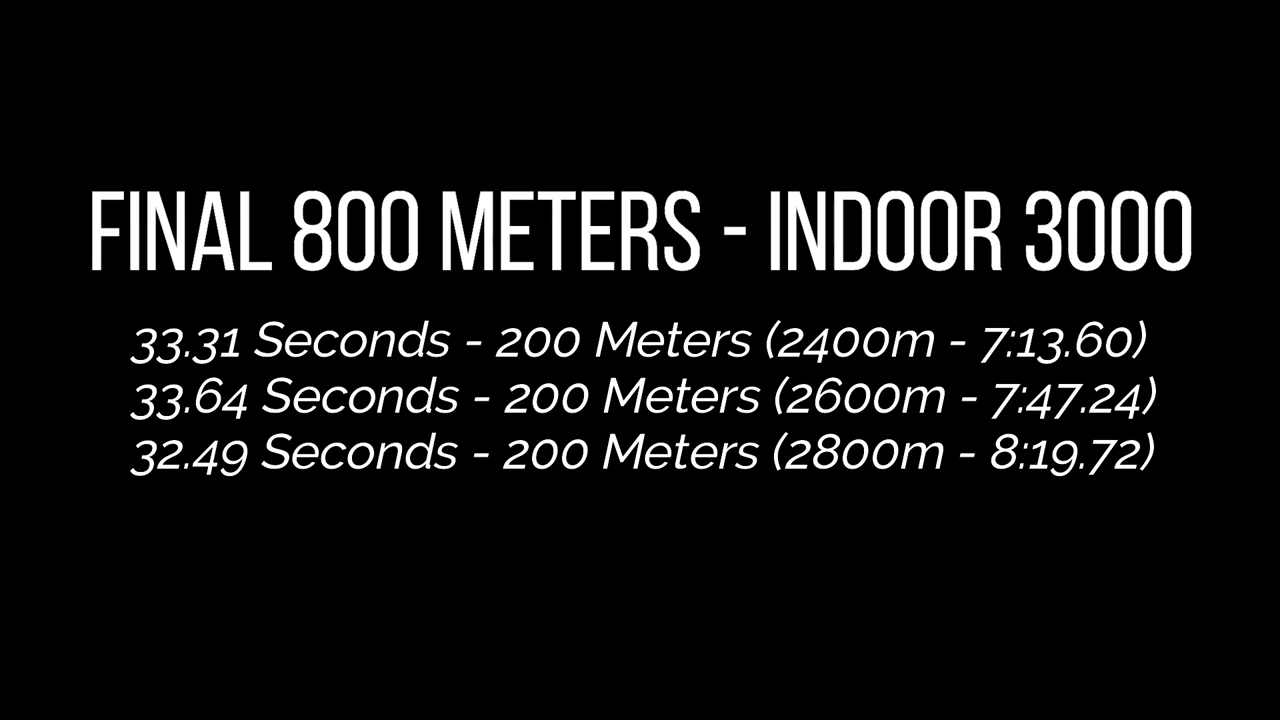 FINAL 800 METERS - INDOOR 3000
33.31 Seconds - 200 Meters (2400m - 7:13.60)
33.64 Seconds - 200 Meters (2600m - 7:47.24)
32.49 Seconds - 200 Meters (2800m - 8:19.72)